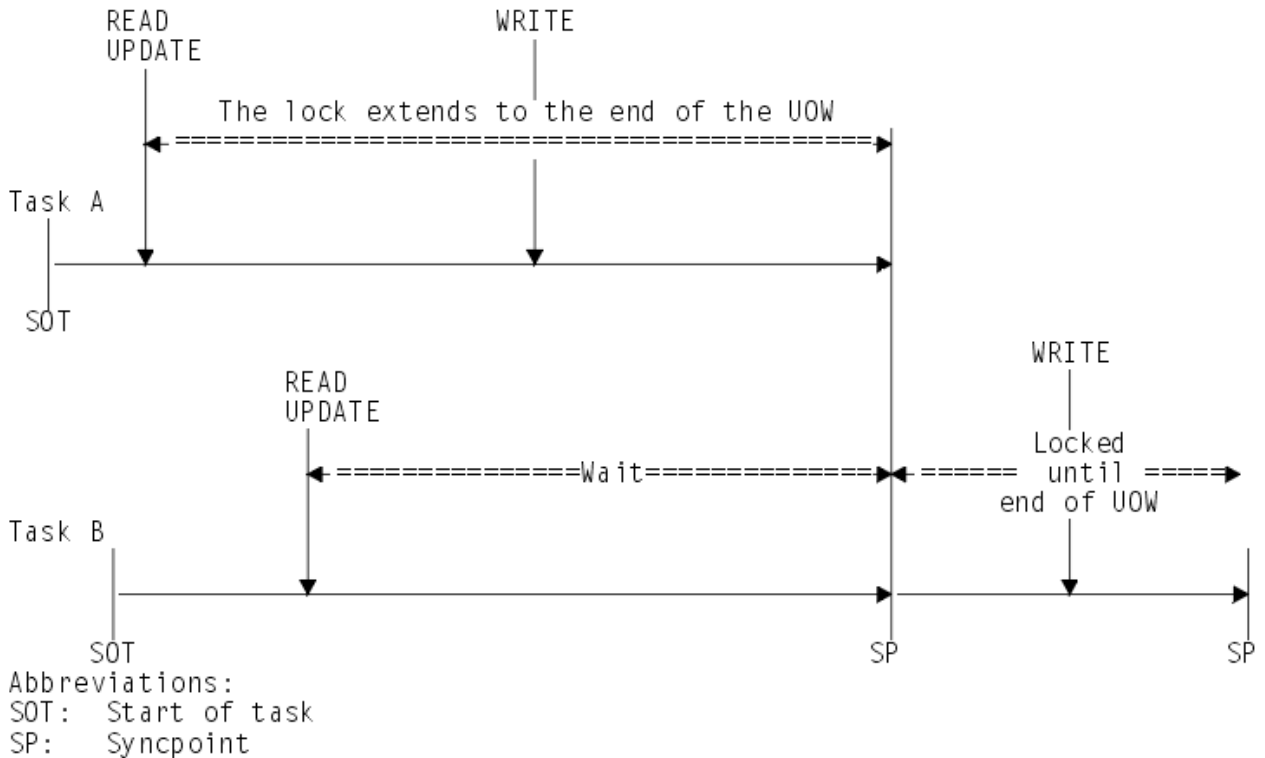 READ
UPDATE
WRITE
The lock extends to the end of the UOW
Task A
SOT
WRITE
READ
UPDATE
Wait
Locked
until
end of UOW
Task B
SOT
SP
SP
Abbreviations:
SOT: Start of task
SP: Syncpoint